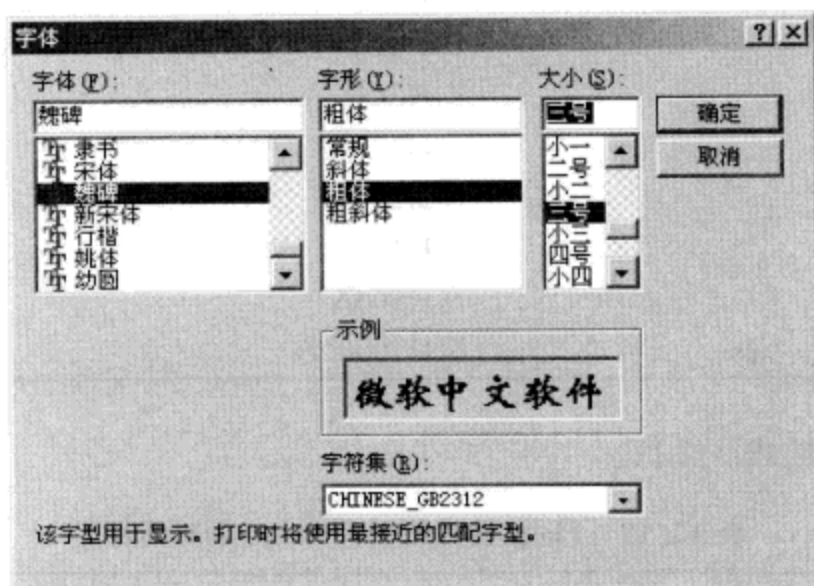 字体
字体(F):
字形(Y):
大小(S):
魏碑
粗体
三号
确定
隶书
宋体
魏碑
新宋体
行楷
姚体
幼圆
常规
斜体
粗体
粗斜体
小一
二号
小二
三号
小三
四号
小四
取消
示例
微软中文软件
字符集(R):
CHINESE_GB2312
该字型用于显示。打印时将使用最接近的匹配字型。